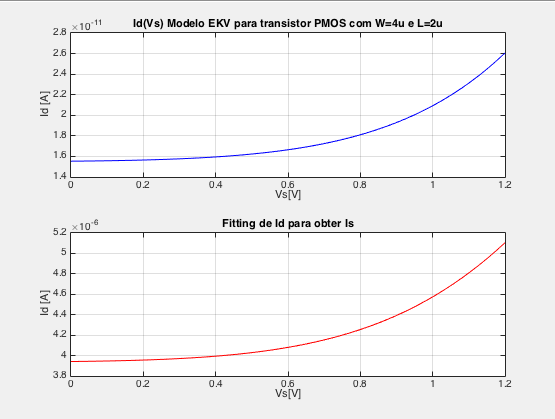 Id(Vs) Modelo EKV para transistor PMOS com W=4u e L=2u
×10⁻¹¹
2.8
2.6
2.4
2.2
2
1.8
1.6
1.4
Id [A]
0 0.2 0.4 0.6 0.8 1 1.2
Vs[V]
Fitting de Id para obter Is
×10⁻⁶
5.2
5
4.8
4.6
4.4
4.2
4
3.8
Id [A]
0 0.2 0.4 0.6 0.8 1 1.2
Vs[V]